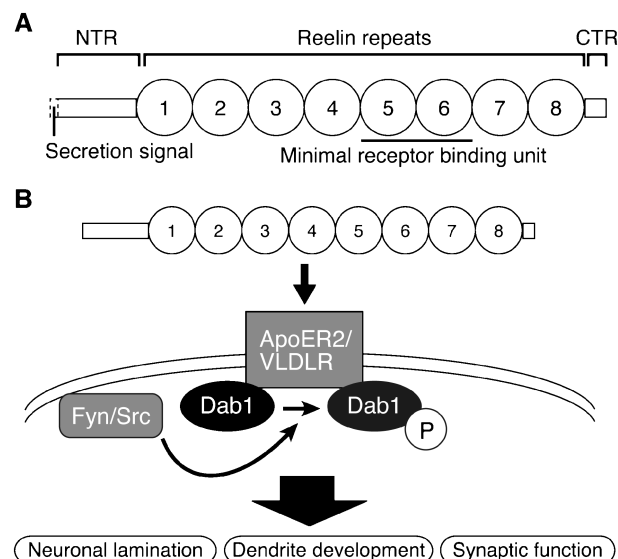 A
NTR Reelin repeats CTR
1 2 3 4 5 6 7 8
Secretion signal
Minimal receptor binding unit
B
1 2 3 4 5 6 7 8
ApoER2/
VLDLR
Fyn/Src Dab1 Dab1
P
Neuronal lamination Dendrite development Synaptic function